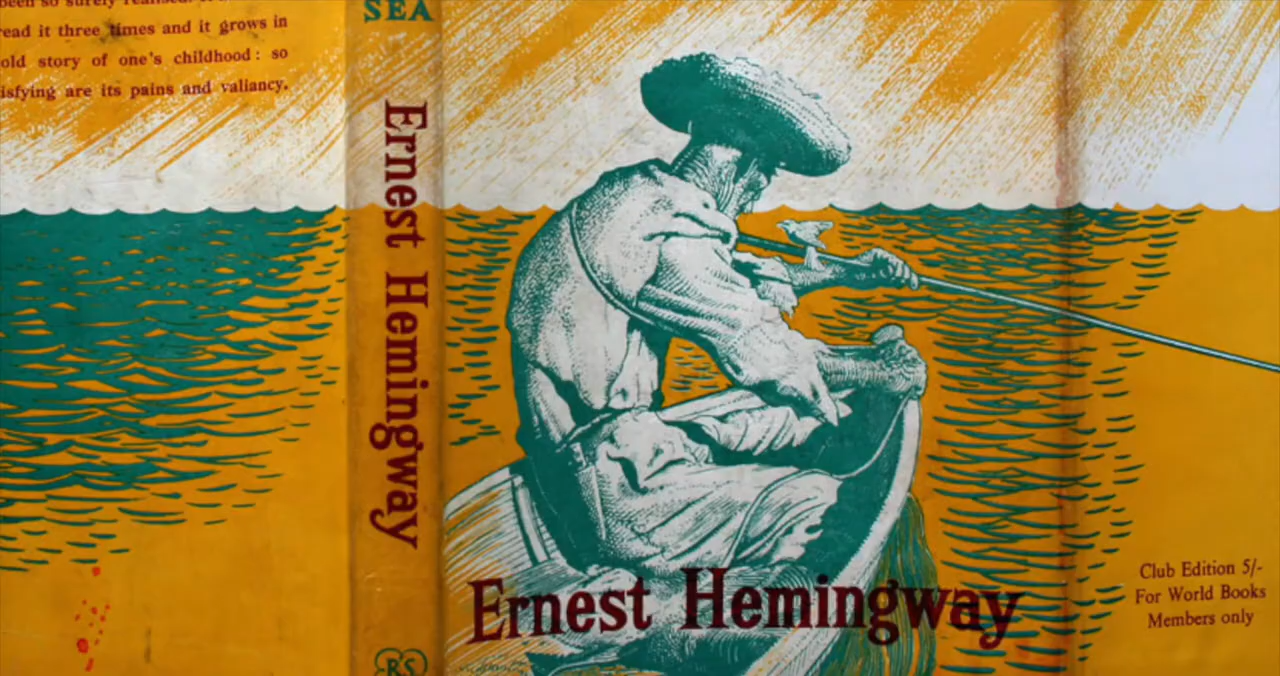 read it three times and it grows in
old story of one's childhood: so
isfying are its pains and valiancy.
SEA
Ernest Hemingway
RS
Ernest Hemingway
Club Edition 5/-
For World Books
Members only